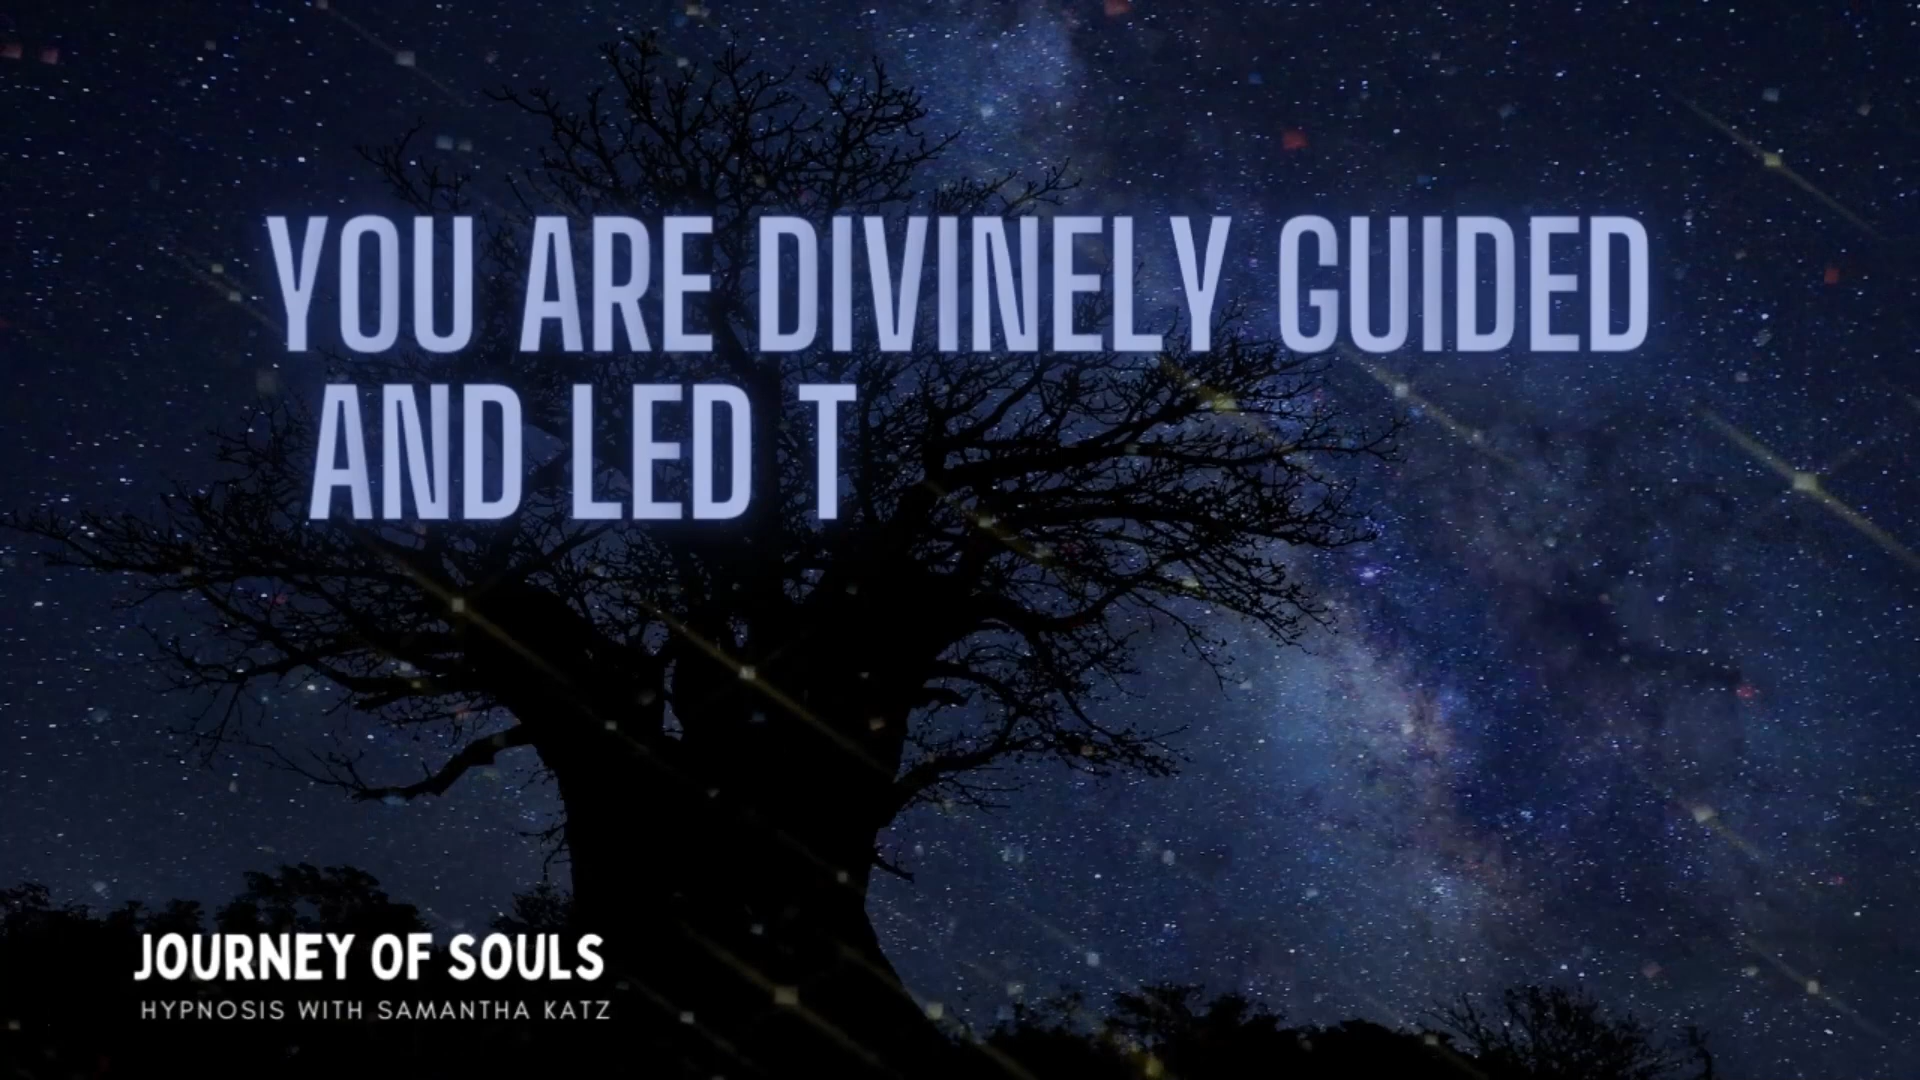 YOU ARE DIVINELY GUIDED
AND LED T
JOURNEY OF SOULS
HYPNOSIS WITH SAMANTHA KATZ